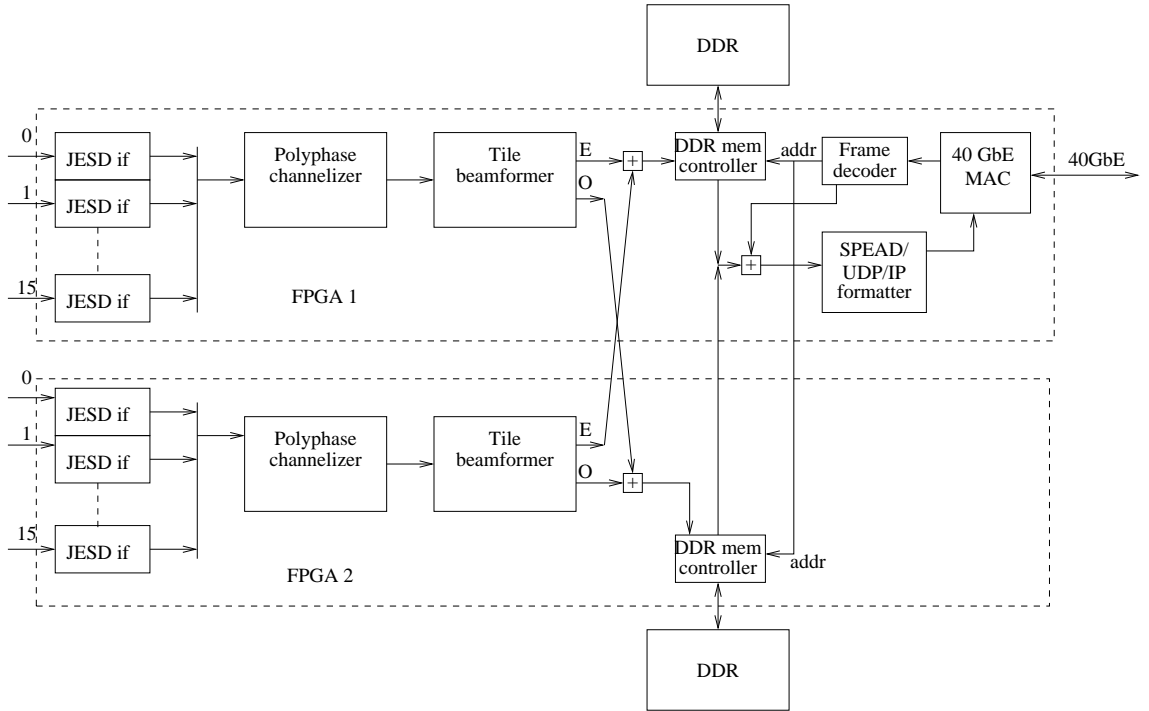 DDR
0
JESD if
1
JESD if
15
JESD if
FPGA 1
Polyphase
channelizer
Tile
beamformer
E
O
+
DDR mem
controller
addr
Frame
decoder
40 GbE
MAC
40GbE
+
SPEAD/
UDP/IP
formatter
0
JESD if
1
JESD if
15
JESD if
FPGA 2
Polyphase
channelizer
Tile
beamformer
E
O
+
DDR mem
controller
addr
DDR